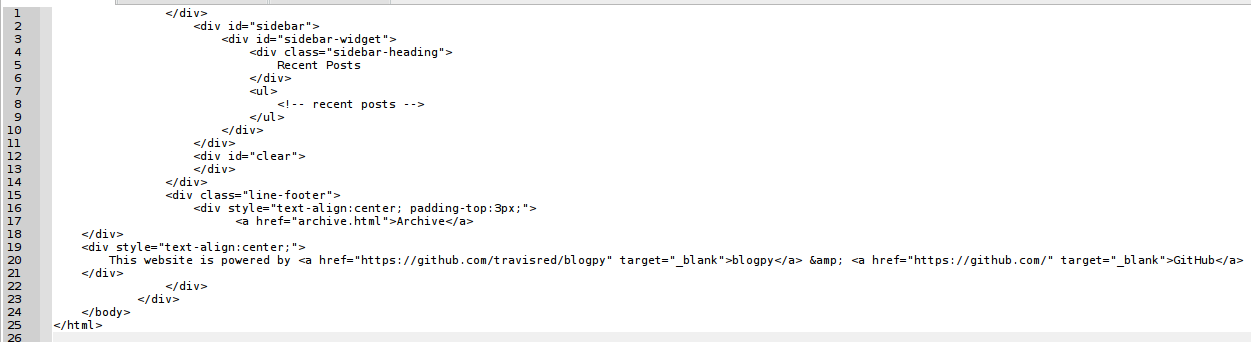 1                 </div>
2                     <div id="sidebar">
3                         <div id="sidebar-widget">
4                             <div class="sidebar-heading">
5                                 Recent Posts
6                             </div>
7                             <ul>
8                                 <!-- recent posts -->
9                             </ul>
10                         </div>
11                     </div>
12                     <div id="clear">
13                     </div>
14                 </div>
15                 <div class="line-footer">
16                     <div style="text-align:center; padding-top:3px;">
17                           <a href="archive.html">Archive</a>
18     </div>
19     <div style="text-align:center;">
20         This website is powered by <a href="https://github.com/travisred/blogpy" target="_blank">blogpy</a> &amp; <a href="https://github.com/" target="_blank">GitHub</a>
21     </div>
22                 </div>
23             </div>
24     </body>
25 </html>
26